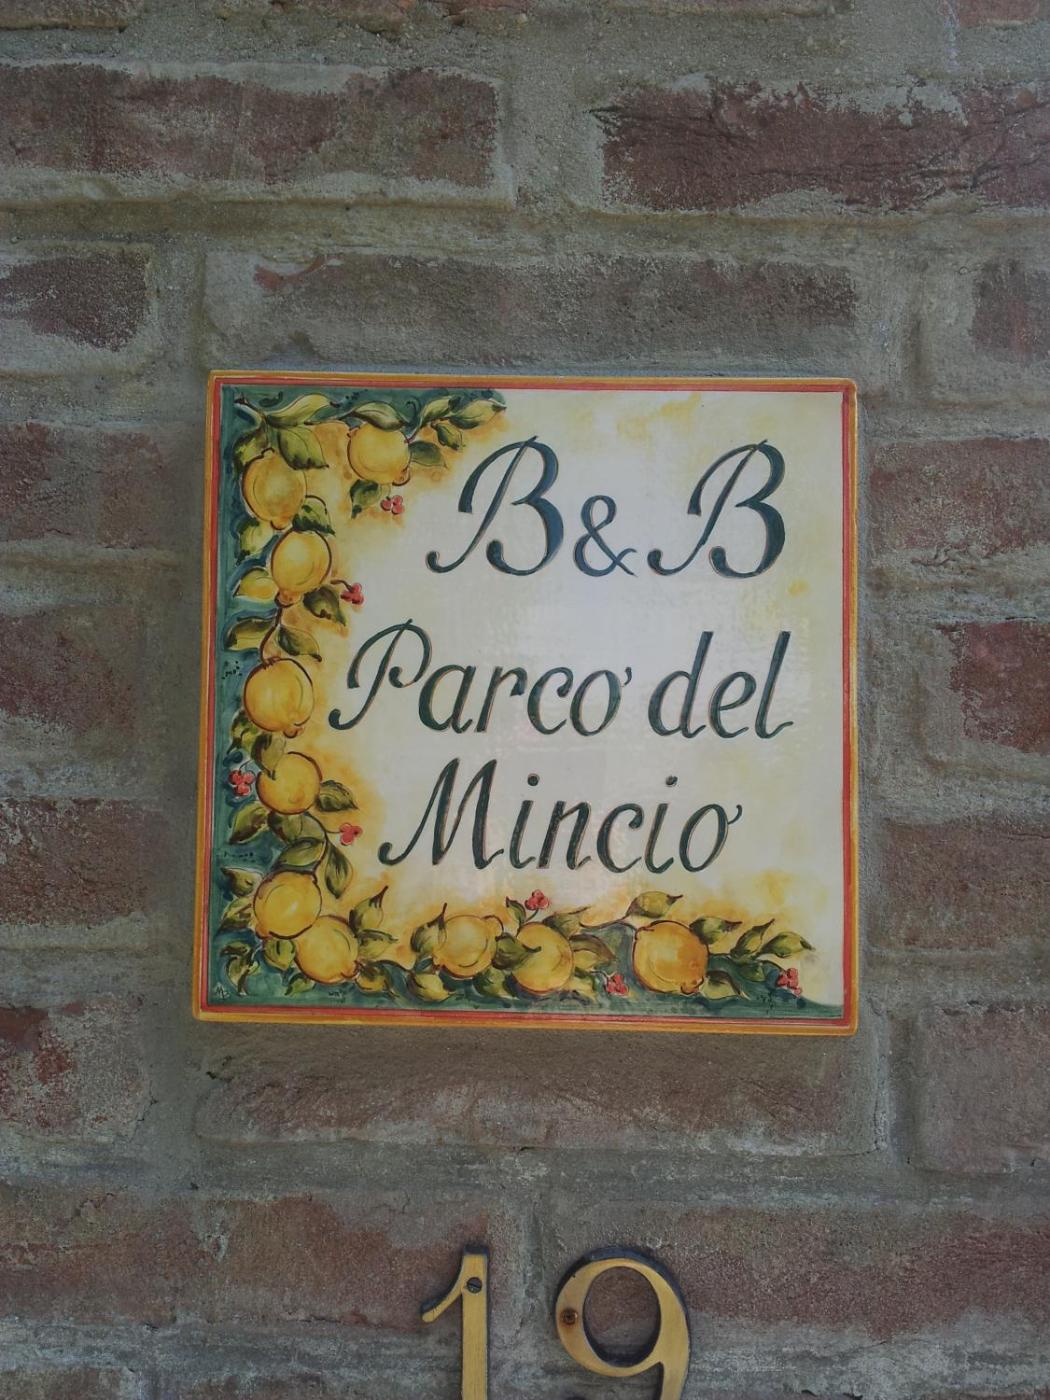 B&B
Parco del
Mincio
19